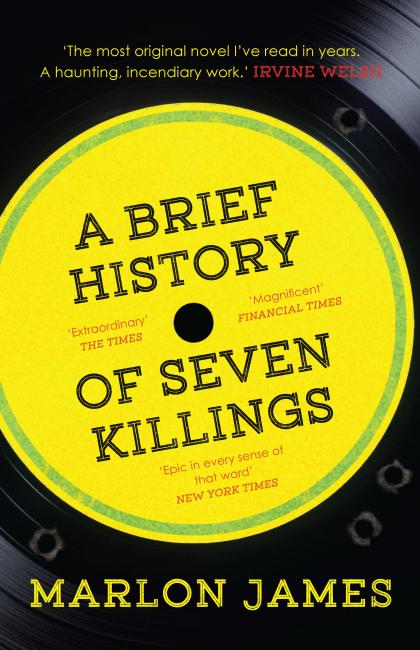 ‘The most original novel I’ve read in years.
A haunting, incendiary work.’ IRVINE WELSH
A BRIEF
HISTORY
‘Extraordinary’
THE TIMES
‘Magnificent’
FINANCIAL TIMES
OF SEVEN
KILLINGS
‘Epic in every sense of
that word’
NEW YORK TIMES
MARLON JAMES